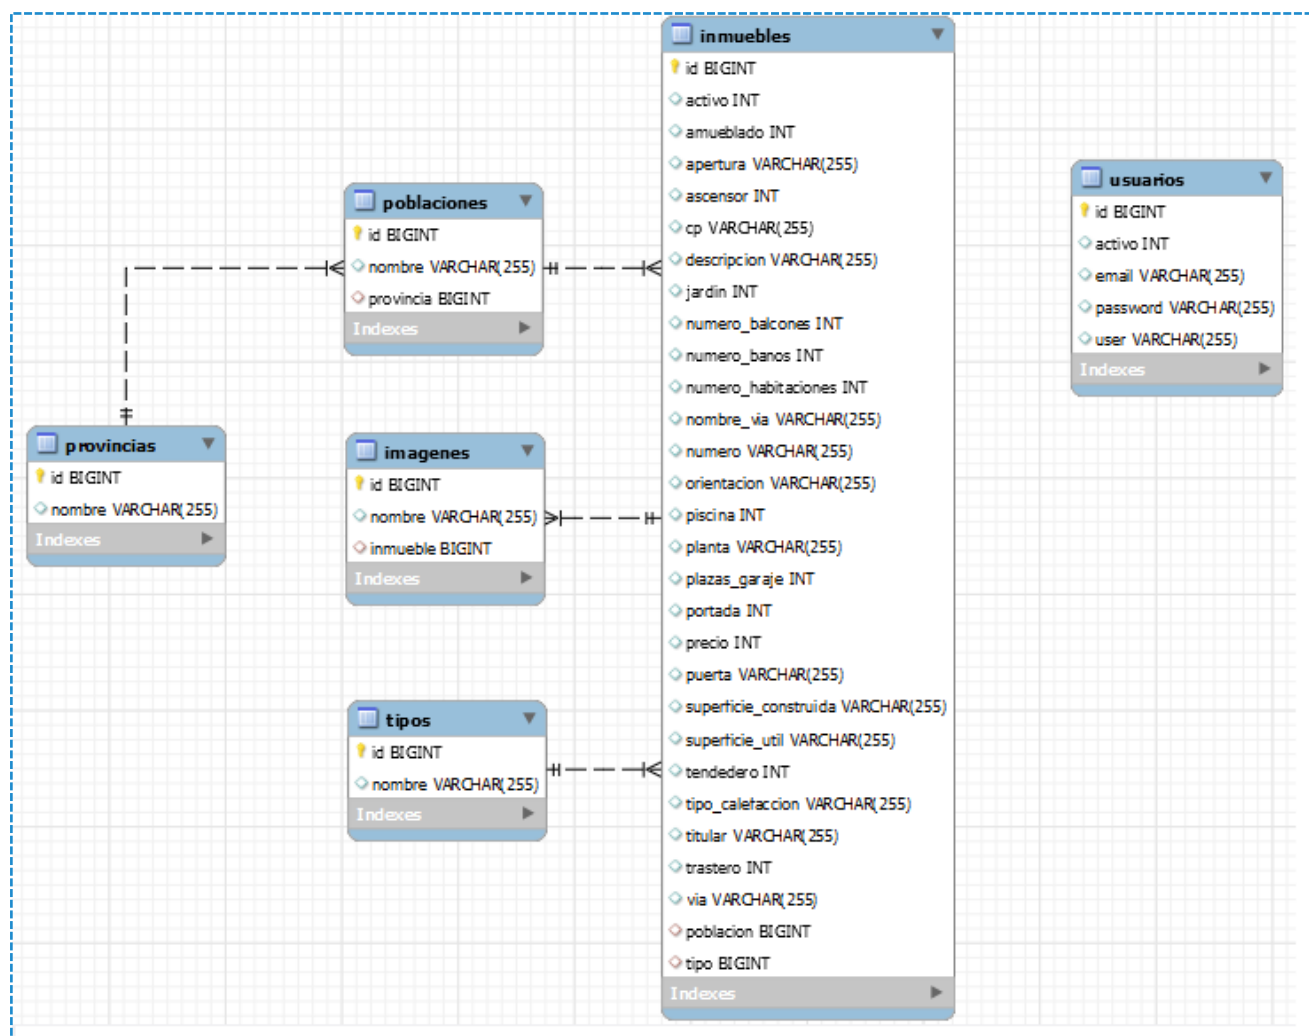 inmuebles
id BIGINT
activo INT
amueblado INT
apertura VARCHAR(255)
ascensor INT
cp VARCHAR(255)
descripcion VARCHAR(255)
jardin INT
numero_balcones INT
numero_banos INT
numero_habitaciones INT
nombre_via VARCHAR(255)
numero VARCHAR(255)
orientacion VARCHAR(255)
piscina INT
planta VARCHAR(255)
plazas_garaje INT
portada INT
precio INT
puerta VARCHAR(255)
superficie_construida VARCHAR(255)
superficie_util VARCHAR(255)
tendedero INT
tipo_calefaccion VARCHAR(255)
titular VARCHAR(255)
trastero INT
via VARCHAR(255)
poblacion BIGINT
tipo BIGINT
Indexes
usuarios
id BIGINT
activo INT
email VARCHAR(255)
password VARCHAR(255)
user VARCHAR(255)
Indexes
poblaciones
id BIGINT
nombre VARCHAR(255)
provincia BIGINT
Indexes
provincias
id BIGINT
nombre VARCHAR(255)
Indexes
imagenes
id BIGINT
nombre VARCHAR(255)
inmueble BIGINT
Indexes
tipos
id BIGINT
nombre VARCHAR(255)
Indexes